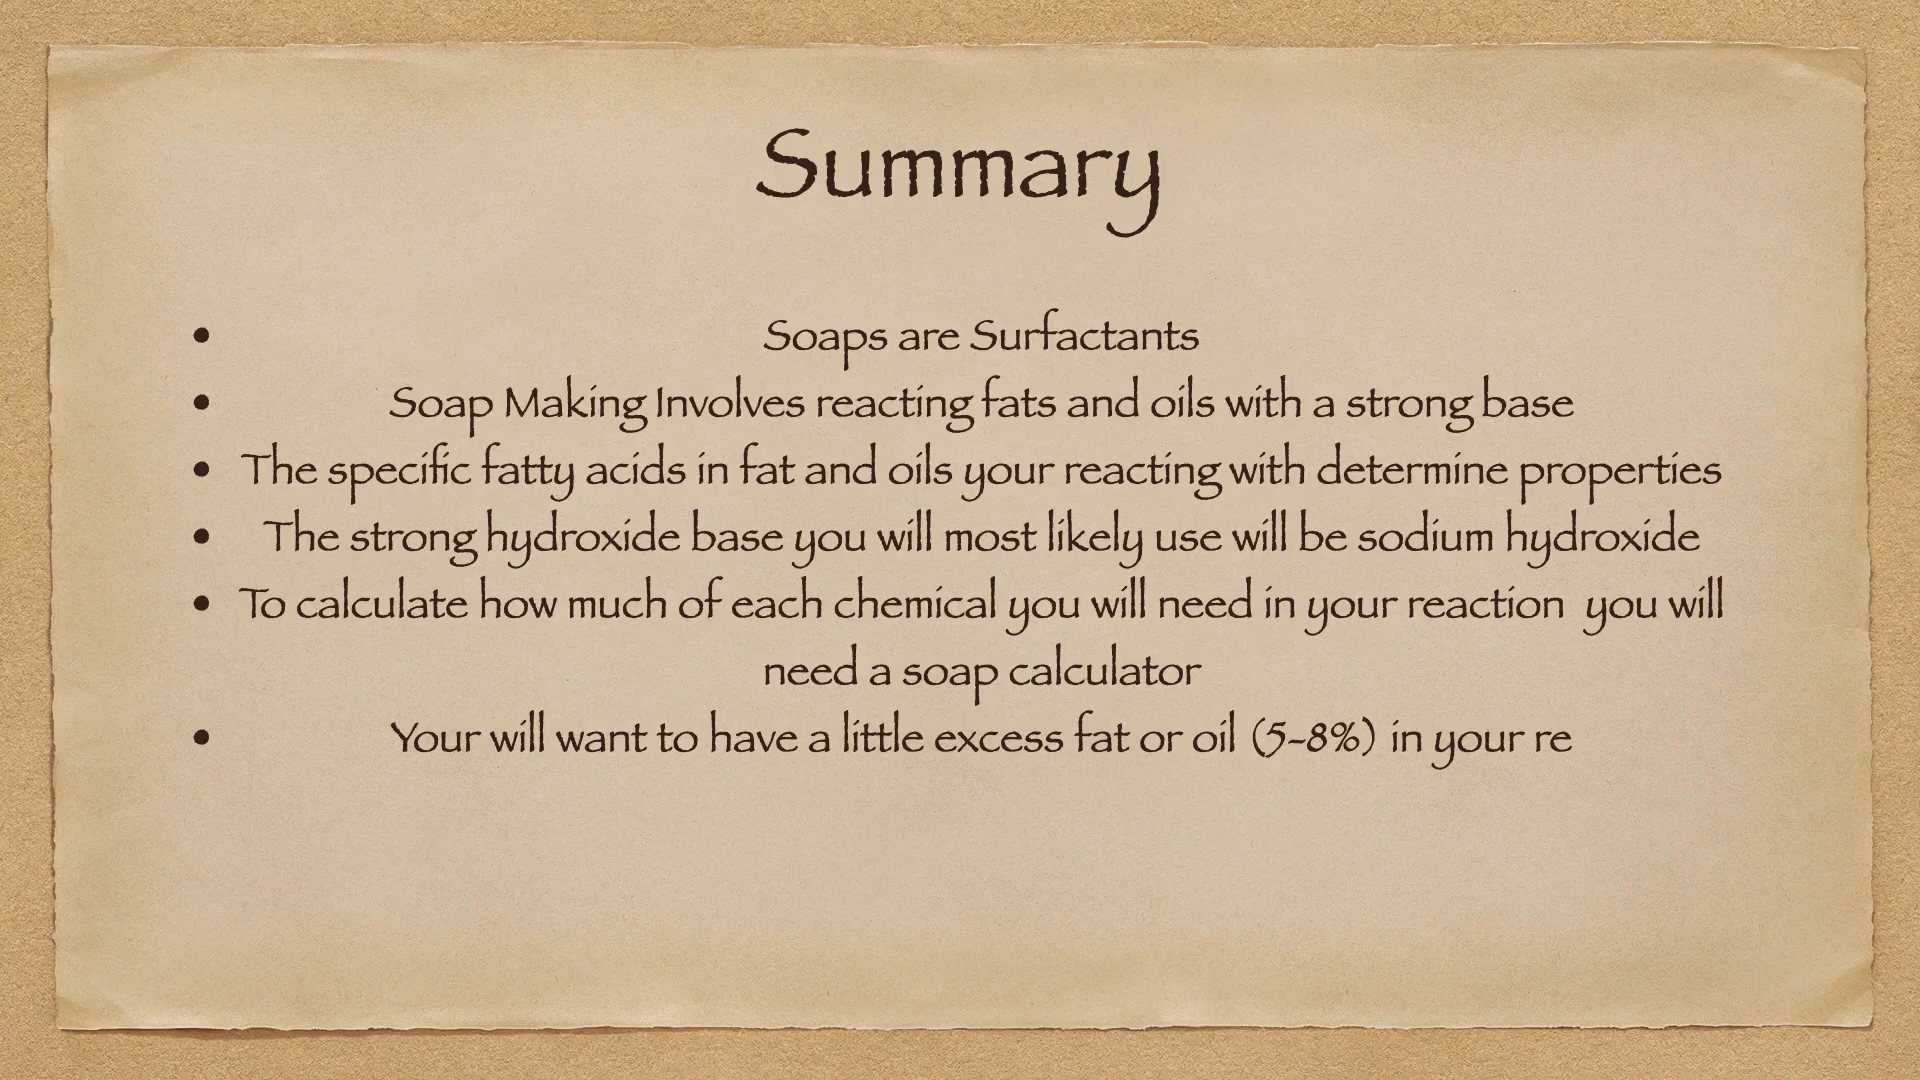 Summary
• Soaps are Surfactants
• Soap Making Involves reacting fats and oils with a strong base
• The specific fatty acids in fat and oils your reacting with determine properties
• The strong hydroxide base you will most likely use will be sodium hydroxide
• To calculate how much of each chemical you will need in your reaction  you will
need a soap calculator
• Your will want to have a little excess fat or oil (5-8%) in your re